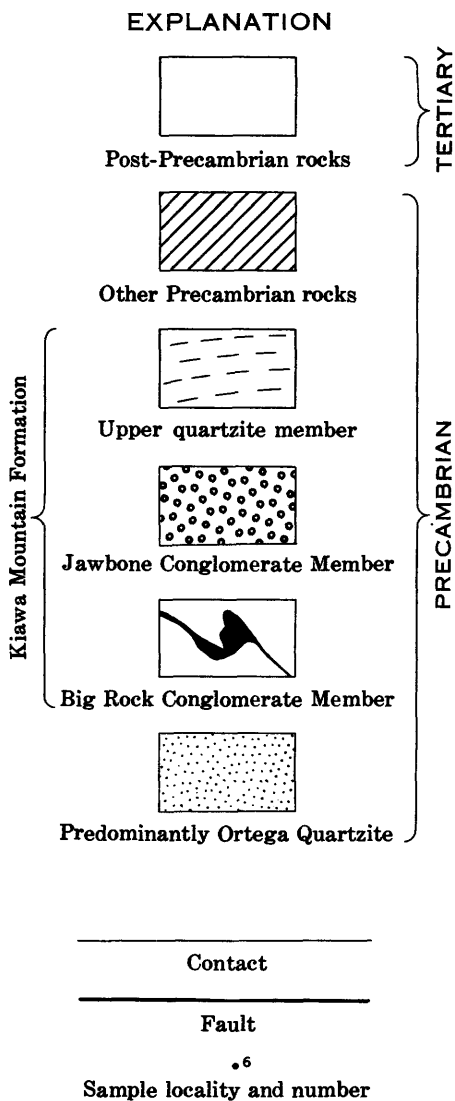 EXPLANATION
Post-Precambrian rocks
TERTIARY
Other Precambrian rocks
Upper quartzite member
Jawbone Conglomerate Member
Big Rock Conglomerate Member
Kiawa Mountain Formation
Predominantly Ortega Quartzite
PRECAMBRIAN
Contact
Fault
.6
Sample locality and number